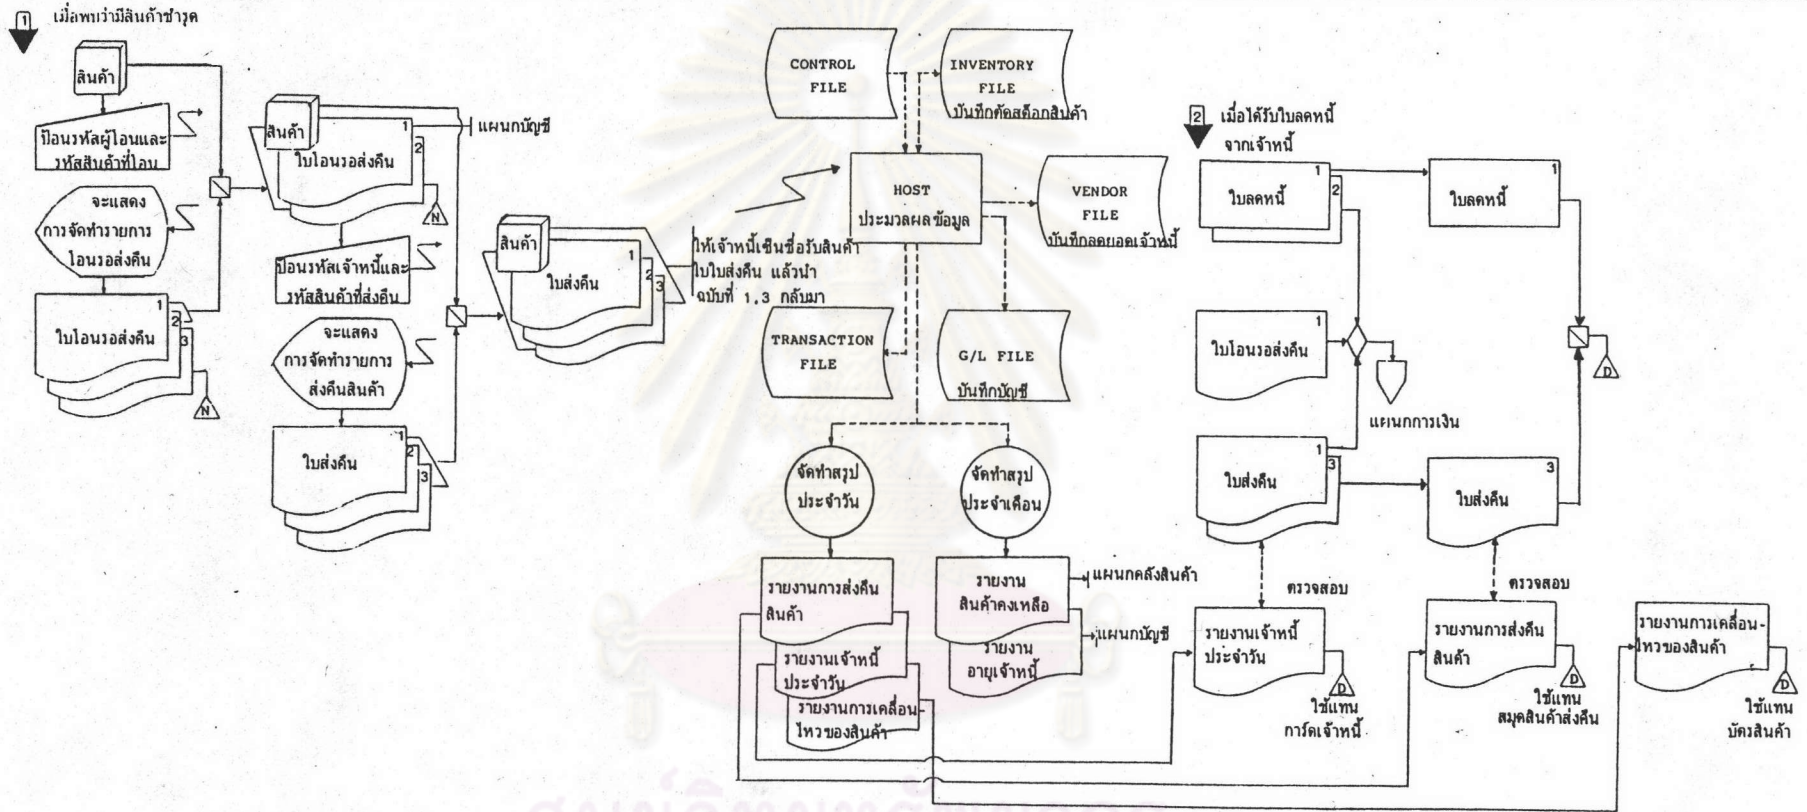 1
เมื่อพบว่ามีสินค้าชำรุด
สินค้า
ป้อนรหัสผู้โอนและ
รหัสสินค้าที่โอน
จะแสดง
การจัดทำรายการ
โอนรอส่งคืน
ใบโอนรอส่งคืน
1
2
3
N
สินค้า
ใบโอนรอส่งคืน
1
2
N
แผนกบัญชี
ป้อนรหัสเจ้าหนี้และ
รหัสสินค้าที่ส่งคืน
จะแสดง
การจัดทำรายการ
ส่งคืนสินค้า
ใบส่งคืน
1
2
3
สินค้า
ใบส่งคืน
1
2
3
ให้เจ้าหนี้เซ็นชื่อรับสินค้า
ใบใบส่งคืน แล้วนำ
ฉบับที่ 1,3 กลับมา
CONTROL
FILE
INVENTORY
FILE
บันทึกตัดสต็อกสินค้า
HOST
ประมวลผลข้อมูล
VENDOR
FILE
บันทึกลดยอดเจ้าหนี้
TRANSACTION
FILE
G/L FILE
บันทึกบัญชี
จัดทำสรุป
ประจำวัน
จัดทำสรุป
ประจำเดือน
รายงานการส่งคืน
สินค้า
รายงานเจ้าหนี้
ประจำวัน
รายงานการเคลื่อน-
ไหวของสินค้า
รายงาน
สินค้าคงเหลือ
แผนกคลังสินค้า
รายงาน
อายุเจ้าหนี้
แผนกบัญชี
2
เมื่อได้รับใบลดหนี้
จากเจ้าหนี้
ใบลดหนี้
1
2
ใบลดหนี้
1
ใบโอนรอส่งคืน
1
แผนกการเงิน
D
ใบส่งคืน
1
3
ใบส่งคืน
3
ตรวจสอบ
ตรวจสอบ
รายงานเจ้าหนี้
ประจำวัน
D
ใช้แทน
การ์ดเจ้าหนี้
รายงานการส่งคืน
สินค้า
D
ใช้แทน
สมุดสินค้าส่งคืน
รายงานการเคลื่อน-
ไหวของสินค้า
D
ใช้แทน
บัตรสินค้า